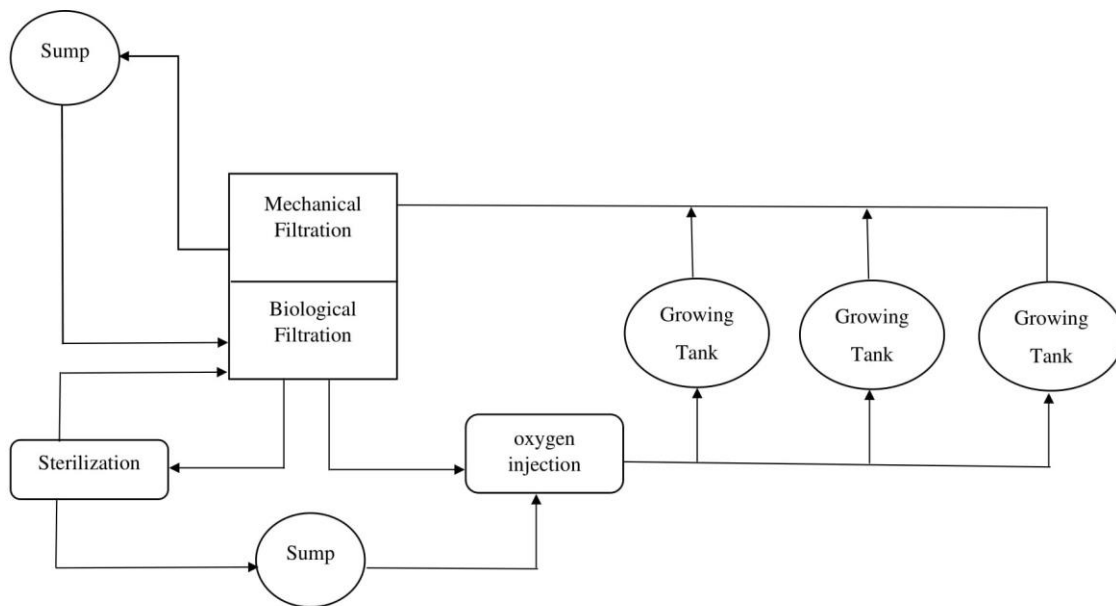 Sump
Mechanical
Filtration
Biological
Filtration
Growing
Tank
Growing
Tank
Growing
Tank
oxygen
injection
Sterilization
Sump